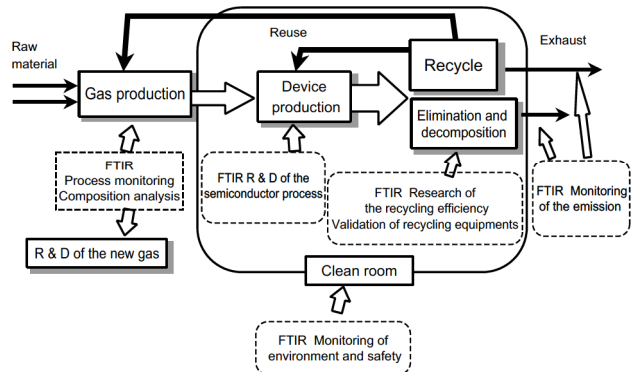 Reuse
Exhaust
Raw
material
Gas production
Device
production
Recycle
Elimination and
decomposition
FTIR
Process monitoring
Composition analysis
FTIR R & D of the
semiconductor process
FTIR Research of
the recycling efficiency
Validation of recycling equipments
FTIR Monitoring
of the emission
R & D of the new gas
Clean room
FTIR Monitoring of
environment and safety